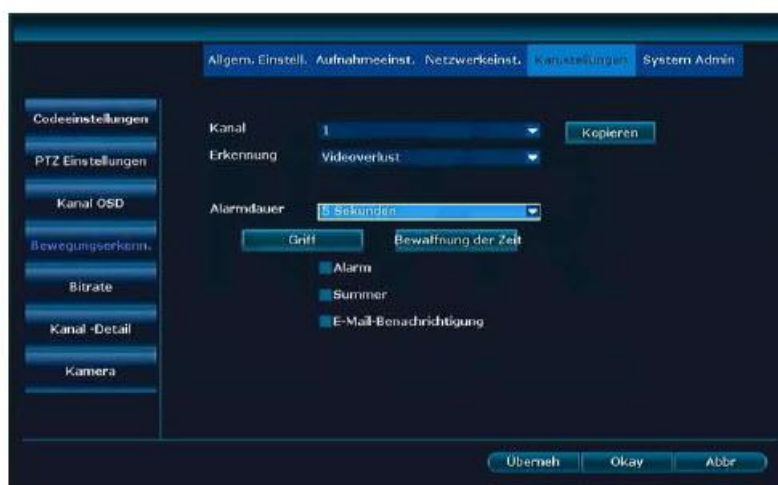 Allgem. Einstell. Aufnahmeeinst. Netzwerkeinst. Kanustellungen System Admin
Codeeinstellungen
PTZ Einstellungen
Kanal OSD
Bewegungserkenn.
Bitrate
Kanal -Detail
Kamera
Kanal 1 Kopieren
Erkennung Videoverlust
Alarmdauer 5 Sekunden
Griff Bewaffnung der Zeit
Alarm
Summer
E-Mail-Benachrichtigung
Überneh Okay Abbr